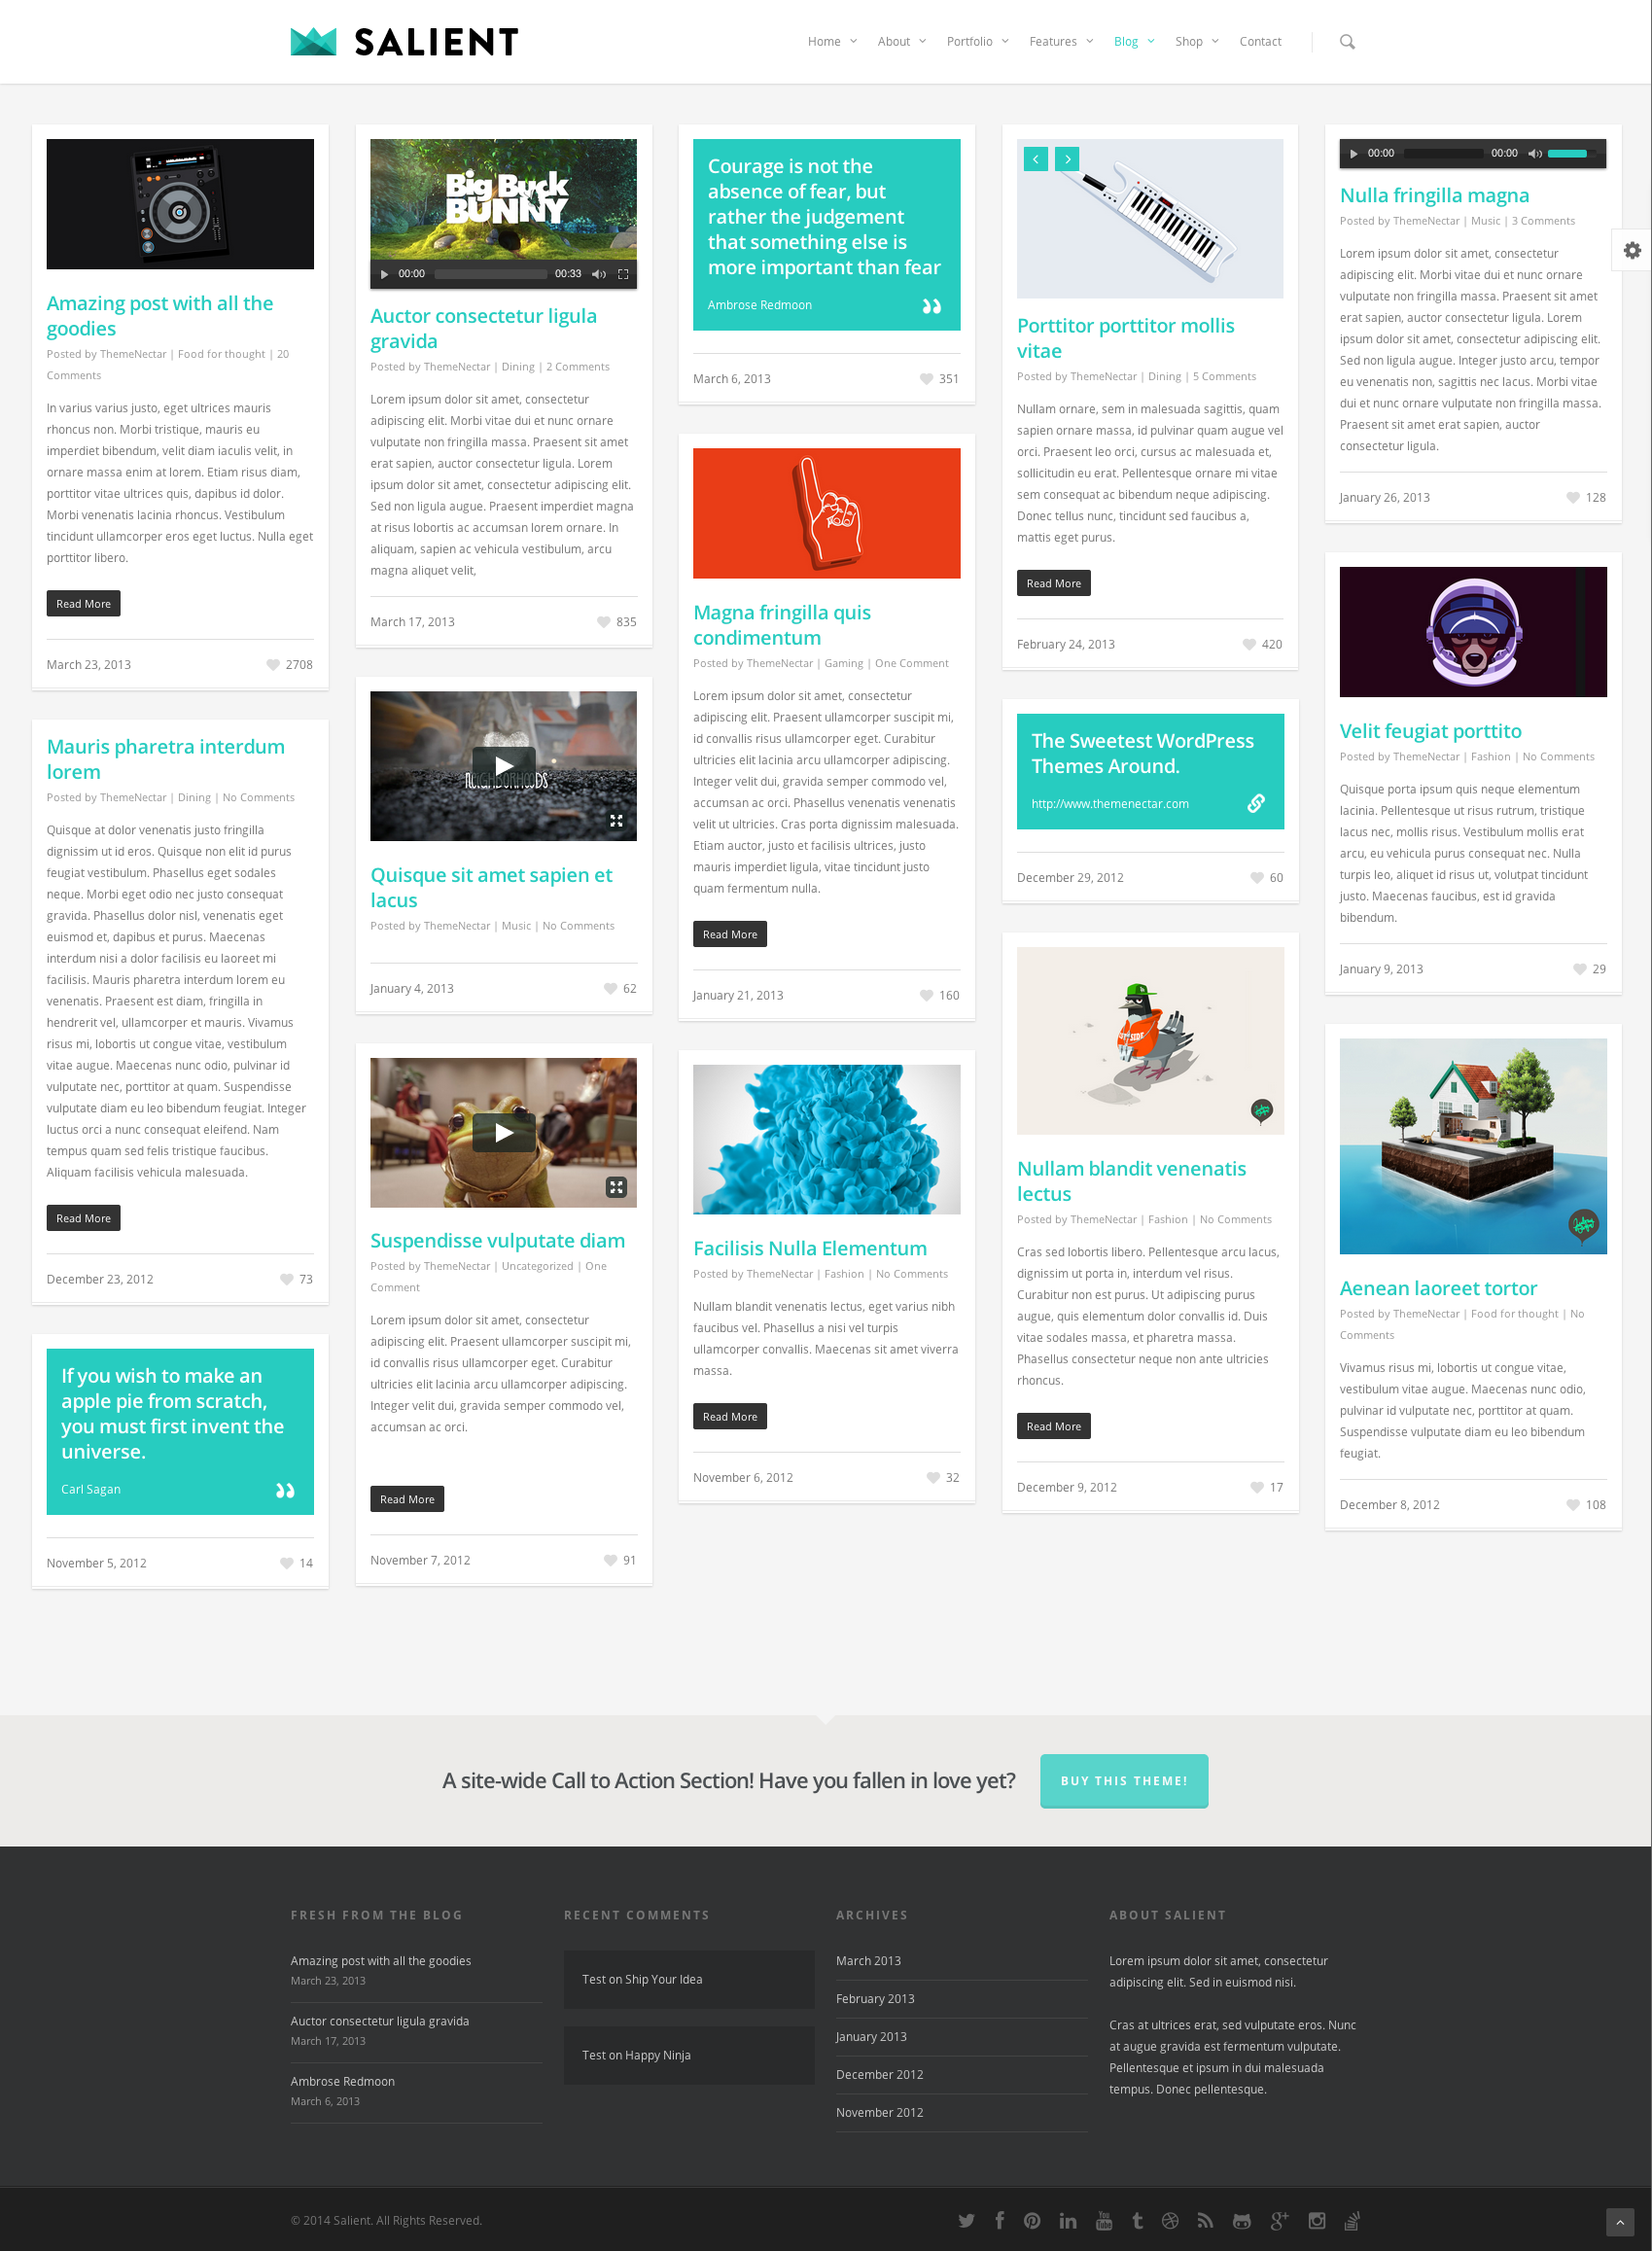 SALIENT
Home
About
Portfolio
Features
Blog
Shop
Contact
Amazing post with all the
goodies
Posted by ThemeNectar | Food for thought | 20
Comments
In varius varius justo, eget ultrices mauris
rhoncus non. Morbi tristique, mauris eu
imperdiet bibendum, velit diam iaculis velit, in
ornare massa enim at lorem. Etiam risus diam,
porttitor vitae ultrices quis, dapibus id dolor.
Morbi venenatis lacinia rhoncus. Vestibulum
tincidunt ullamcorper eros eget luctus. Nulla eget
porttitor libero.
Read More
March 23, 2013
2708
Mauris pharetra interdum
lorem
Posted by ThemeNectar | Dining | No Comments
Quisque at dolor venenatis justo fringilla
dignissim ut id eros. Quisque non elit id purus
feugiat vestibulum. Phasellus eget sodales
neque. Morbi eget odio nec justo consequat
gravida. Phasellus dolor nisl, venenatis eget
euismod et, dapibus et purus. Maecenas
interdum nisi a dolor facilisis eu laoreet mi
facilisis. Mauris pharetra interdum lorem eu
venenatis. Praesent est diam, fringilla in
hendrerit vel, ullamcorper et mauris. Vivamus
risus mi, lobortis ut congue vitae, vestibulum
vitae augue. Maecenas nunc odio, pulvinar id
vulputate nec, porttitor at quam. Suspendisse
vulputate diam eu leo bibendum feugiat. Integer
luctus orci a nunc consequat eleifend. Nam
tempus quam sed felis tristique faucibus.
Aliquam facilisis vehicula malesuada.
Read More
December 23, 2012
73
If you wish to make an
apple pie from scratch,
you must first invent the
universe.
Carl Sagan
November 5, 2012
14
Big Buck
BUNNY
00:00
00:33
Auctor consectetur ligula
gravida
Posted by ThemeNectar | Dining | 2 Comments
Lorem ipsum dolor sit amet, consectetur
adipiscing elit. Morbi vitae dui et nunc ornare
vulputate non fringilla massa. Praesent sit amet
erat sapien, auctor consectetur ligula. Lorem
ipsum dolor sit amet, consectetur adipiscing elit.
Sed non ligula augue. Praesent imperdiet magna
at risus lobortis ac accumsan lorem ornare. In
aliquam, sapien ac vehicula vestibulum, arcu
magna aliquet velit,
March 17, 2013
835
NEIGHBORHOODS
Quisque sit amet sapien et
lacus
Posted by ThemeNectar | Music | No Comments
January 4, 2013
62
Suspendisse vulputate diam
Posted by ThemeNectar | Uncategorized | One
Comment
Lorem ipsum dolor sit amet, consectetur
adipiscing elit. Praesent ullamcorper suscipit mi,
id convallis risus ullamcorper eget. Curabitur
ultricies elit lacinia arcu ullamcorper adipiscing.
Integer velit dui, gravida semper commodo vel,
accumsan ac orci.
Read More
November 7, 2012
91
Courage is not the
absence of fear, but
rather the judgement
that something else is
more important than fear
Ambrose Redmoon
March 6, 2013
351
Magna fringilla quis
condimentum
Posted by ThemeNectar | Gaming | One Comment
Lorem ipsum dolor sit amet, consectetur
adipiscing elit. Praesent ullamcorper suscipit mi,
id convallis risus ullamcorper eget. Curabitur
ultricies elit lacinia arcu ullamcorper adipiscing.
Integer velit dui, gravida semper commodo vel,
accumsan ac orci. Phasellus venenatis venenatis
velit ut ultricies. Cras porta dignissim malesuada.
Etiam auctor, justo et facilisis ultrices, justo
mauris imperdiet ligula, vitae tincidunt justo
quam fermentum nulla.
Read More
January 21, 2013
160
Facilisis Nulla Elementum
Posted by ThemeNectar | Fashion | No Comments
Nullam blandit venenatis lectus, eget varius nibh
faucibus vel. Phasellus a nisi vel turpis
ullamcorper convallis. Maecenas sit amet viverra
massa.
Read More
November 6, 2012
32
Porttitor porttitor mollis
vitae
Posted by ThemeNectar | Dining | 5 Comments
Nullam ornare, sem in malesuada sagittis, quam
sapien ornare massa, id pulvinar quam augue vel
orci. Praesent leo orci, cursus ac malesuada et,
sollicitudin eu erat. Pellentesque ornare mi vitae
sem consequat ac bibendum neque adipiscing.
Donec tellus nunc, tincidunt sed faucibus a,
mattis eget purus.
Read More
February 24, 2013
420
The Sweetest WordPress
Themes Around.
http://www.themenectar.com
December 29, 2012
60
Nullam blandit venenatis
lectus
Posted by ThemeNectar | Fashion | No Comments
Cras sed lobortis libero. Pellentesque arcu lacus,
dignissim ut porta in, interdum vel risus.
Curabitur non est purus. Ut adipiscing purus
augue, quis elementum dolor convallis id. Duis
vitae sodales massa, et pharetra massa.
Phasellus consectetur neque non ante ultricies
rhoncus.
Read More
December 9, 2012
17
00:00
00:00
Nulla fringilla magna
Posted by ThemeNectar | Music | 3 Comments
Lorem ipsum dolor sit amet, consectetur
adipiscing elit. Morbi vitae dui et nunc ornare
vulputate non fringilla massa. Praesent sit amet
erat sapien, auctor consectetur ligula. Lorem
ipsum dolor sit amet, consectetur adipiscing elit.
Sed non ligula augue. Integer justo arcu, tempor
eu venenatis non, sagittis nec lacus. Morbi vitae
dui et nunc ornare vulputate non fringilla massa.
Praesent sit amet erat sapien, auctor
consectetur ligula.
January 26, 2013
128
Velit feugiat porttito
Posted by ThemeNectar | Fashion | No Comments
Quisque porta ipsum quis neque elementum
lacinia. Pellentesque ut risus rutrum, tristique
lacus nec, mollis risus. Vestibulum mollis erat
arcu, eu vehicula purus consequat nec. Nulla
turpis leo, aliquet id risus ut, volutpat tincidunt
justo. Maecenas faucibus, est id gravida
bibendum.
January 9, 2013
29
Aenean laoreet tortor
Posted by ThemeNectar | Food for thought | No
Comments
Vivamus risus mi, lobortis ut congue vitae,
vestibulum vitae augue. Maecenas nunc odio,
pulvinar id vulputate nec, porttitor at quam.
Suspendisse vulputate diam eu leo bibendum
feugiat.
December 8, 2012
108
A site-wide Call to Action Section! Have you fallen in love yet?
BUY THIS THEME!
FRESH FROM THE BLOG
Amazing post with all the goodies
March 23, 2013
Auctor consectetur ligula gravida
March 17, 2013
Ambrose Redmoon
March 6, 2013
RECENT COMMENTS
Test on Ship Your Idea
Test on Happy Ninja
ARCHIVES
March 2013
February 2013
January 2013
December 2012
November 2012
ABOUT SALIENT
Lorem ipsum dolor sit amet, consectetur
adipiscing elit. Sed in euismod nisi.
Cras at ultrices erat, sed vulputate eros. Nunc
at augue gravida est fermentum vulputate.
Pellentesque et ipsum in dui malesuada
tempus. Donec pellentesque.
© 2014 Salient. All Rights Reserved.